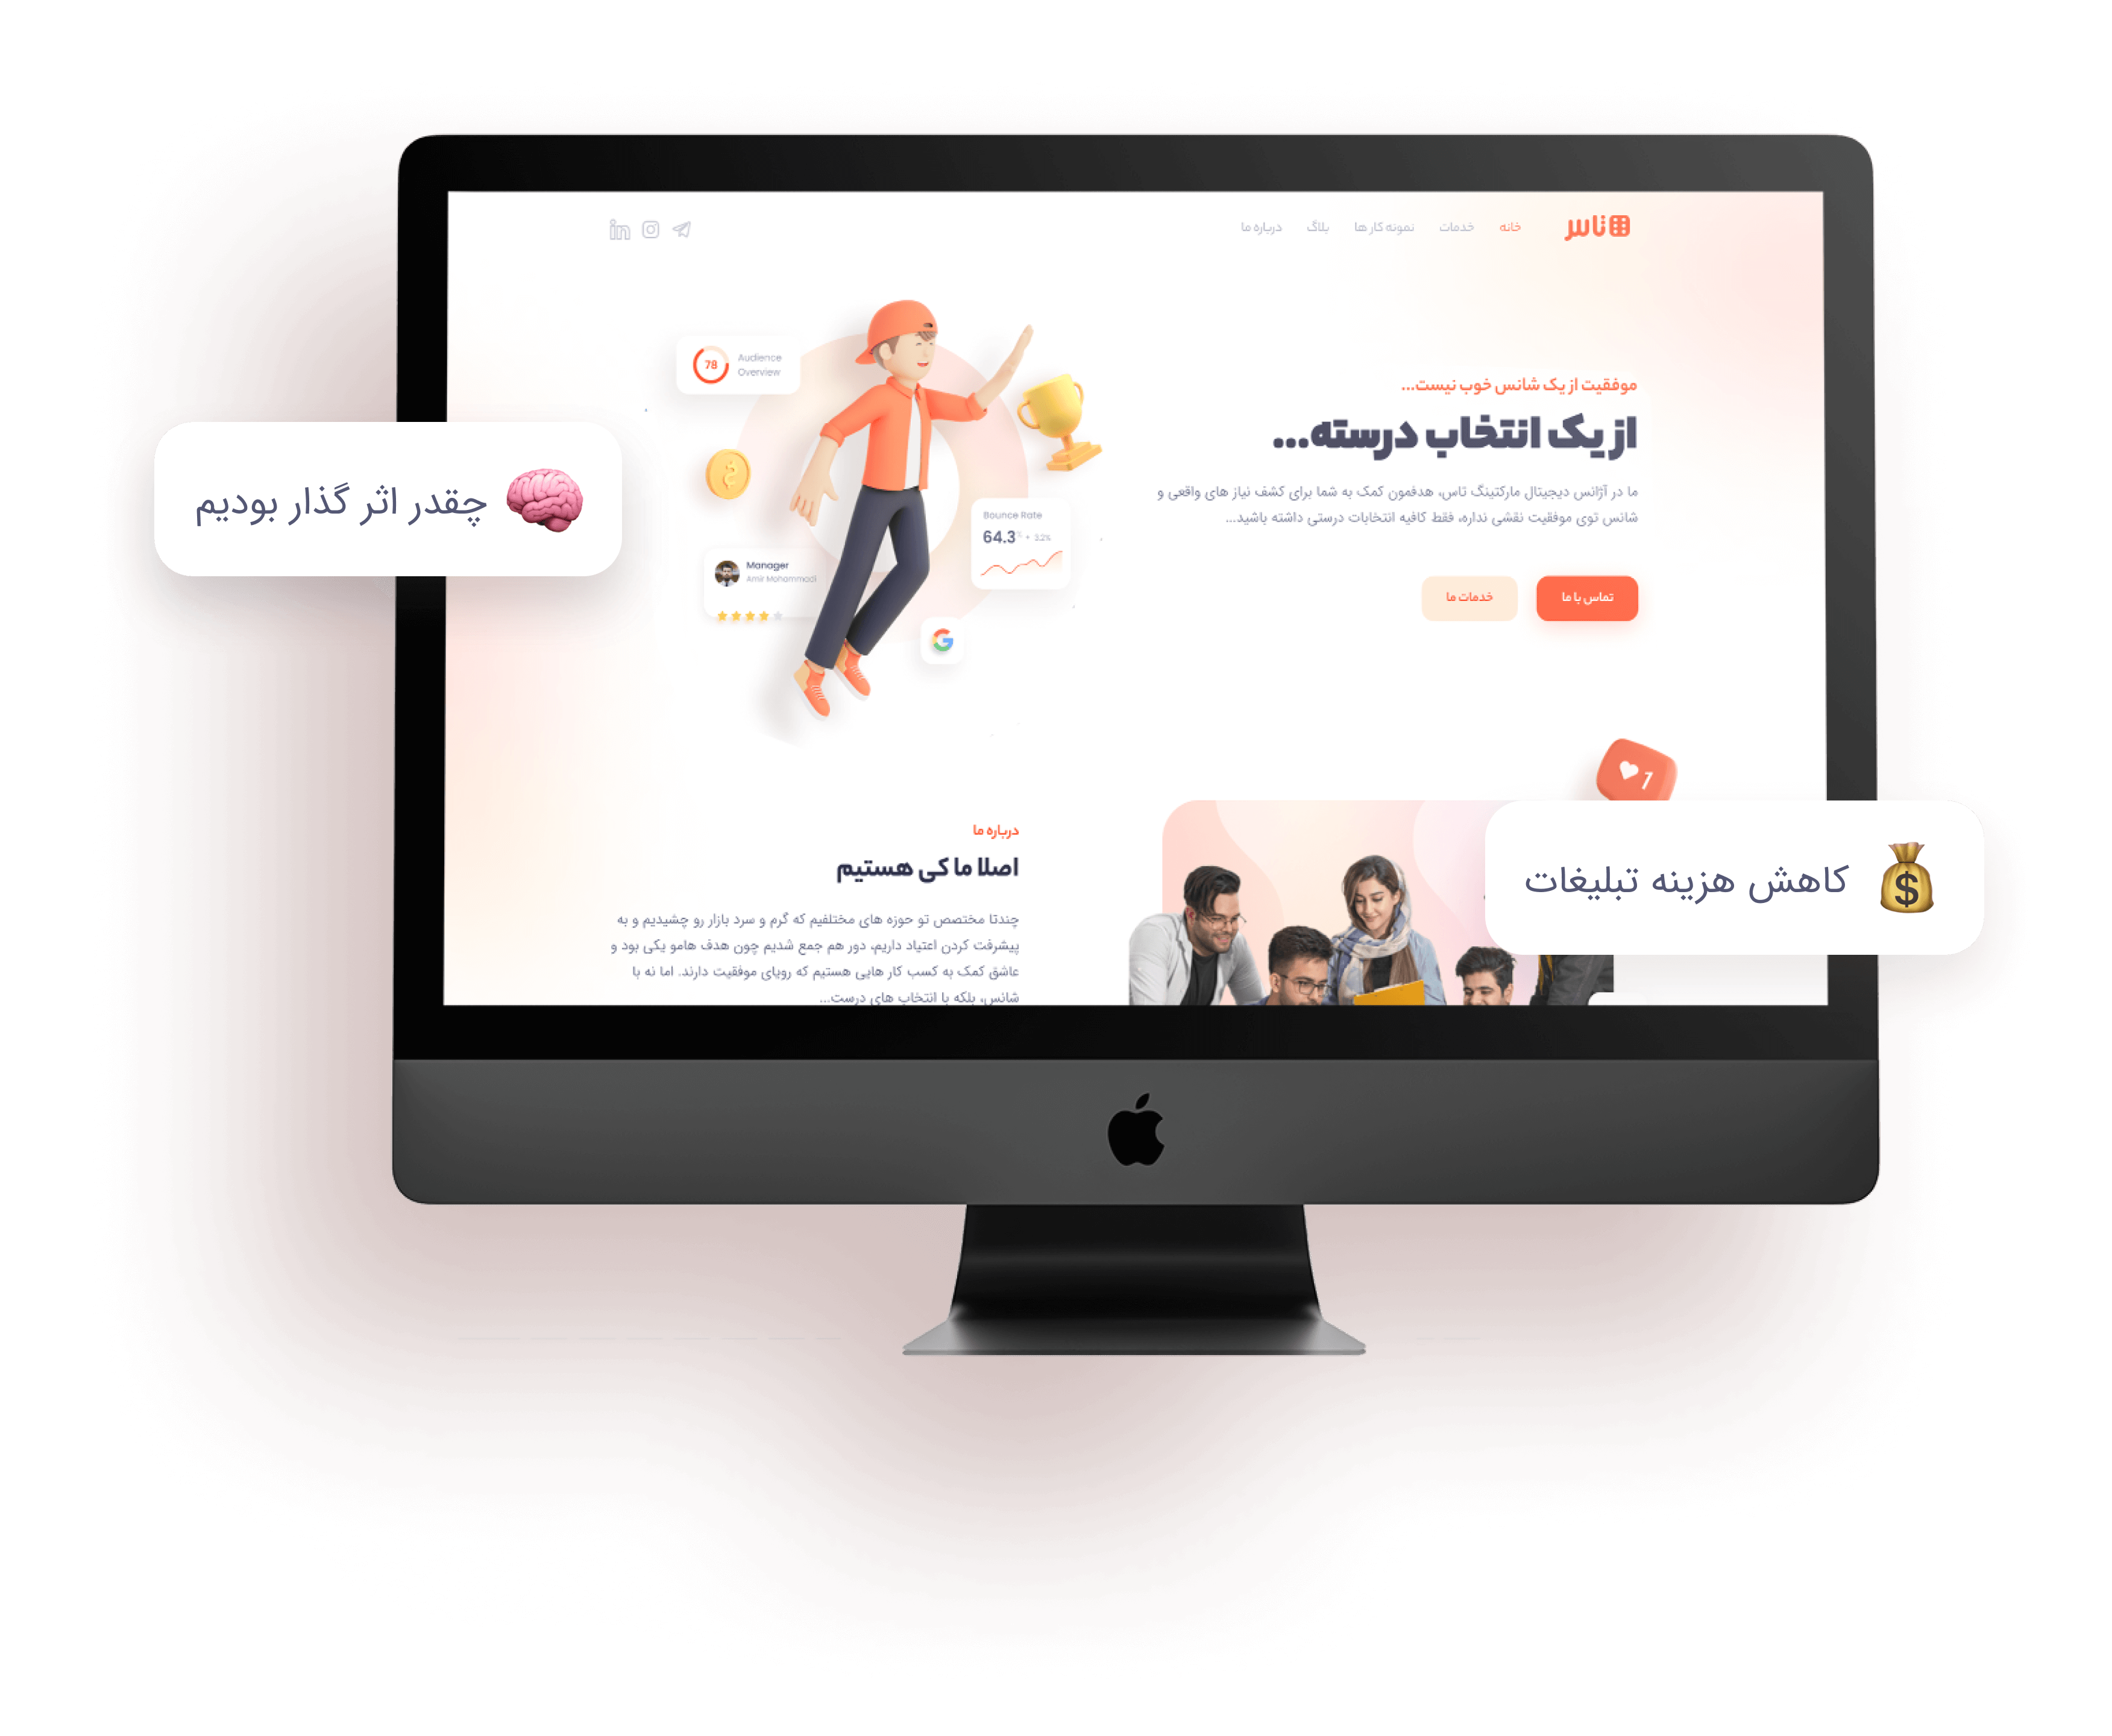 تاس
خانه
خدمات
نمونه کار ها
بلاگ
درباره ما
in
موفقیت از یک شانس خوب نیست...
از یک انتخاب درسته...
ما در آژانس دیجیتال مارکتینگ تاس، هدفمون کمک به شما برای کشف نیاز های واقعی و
شانس توی موفقیت نقشی نداره، فقط کافیه انتخابات درستی داشته باشید...
تماس با ما
خدمات ما
78
Audience
Overview
Bounce Rate
64.3
Manager
Amir Mohammadi
G
چقدر اثر گذار بودیم
1
کاهش هزینه تبلیغات
$
درباره ما
اصلا ما کی هستیم
چندتا مختصص تو حوزه های مختلفیم که گرم و سرد بازار رو چشیدیم و به
پیشرفت کردن اعتیاد داریم، دور هم جمع شدیم چون هدف هامو یکی بود و
عاشق کمک به کسب کار هایی هستیم که رویای موفقیت دارند. اما نه با
شانس، بلکه با انتخاب های درست...